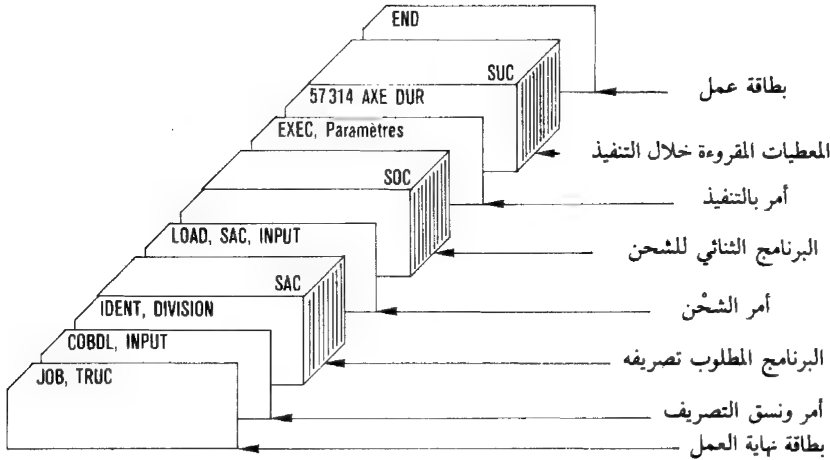 END
SUC
بطاقة عمل
57314 AXE DUR
EXEC, Paramètres
المعطيات المقروءة خلال التنفيذ
SOC
أمر بالتنفيذ
LOAD, SAC, INPUT
البرنامج الثنائي للشحن
SAC
أمر الشحْن
IDENT, DIVISION
COBDL, INPUT
البرنامج المطلوب تصريفه
JOB, TRUC
أمر ونسق التصريف
بطاقة نهاية العمل